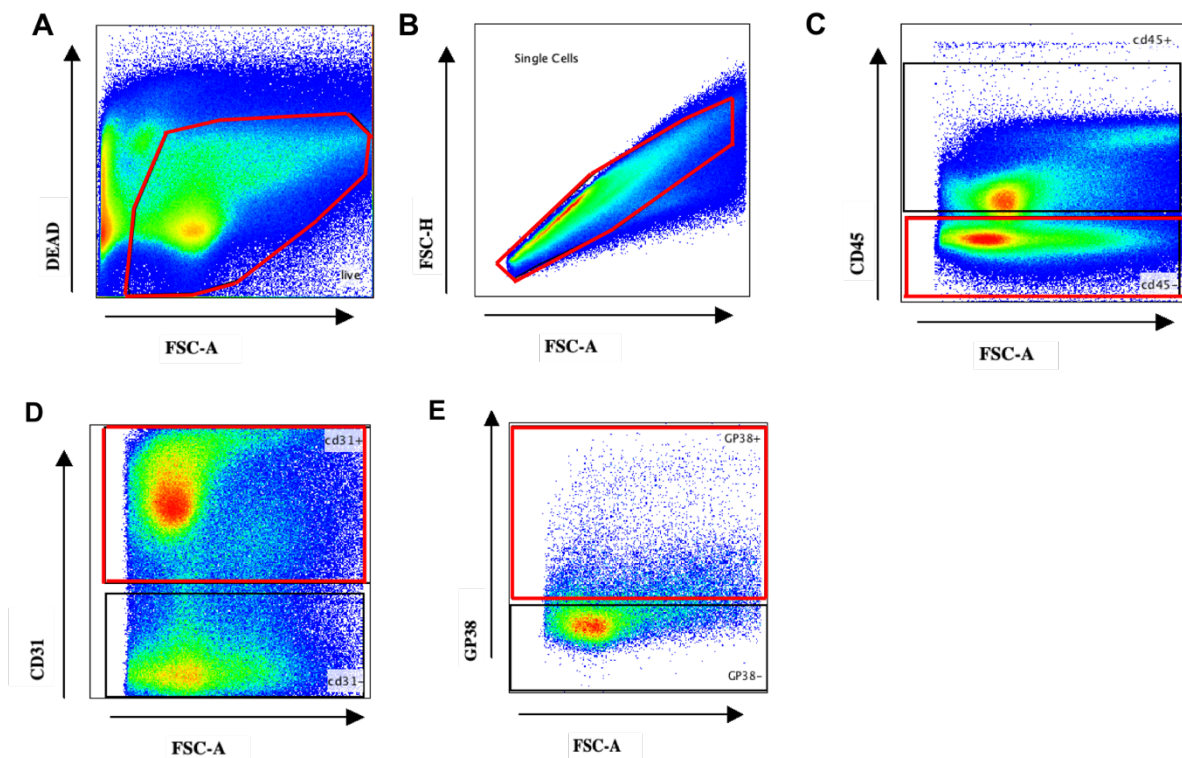 A
DEAD
live
FSC-A
B
Single Cells
FSC-H
FSC-A
C
cd45+
CD45
cd45-
FSC-A
D
cd31+
CD31
cd31-
FSC-A
E
GP38+
GP38
GP38-
FSC-A